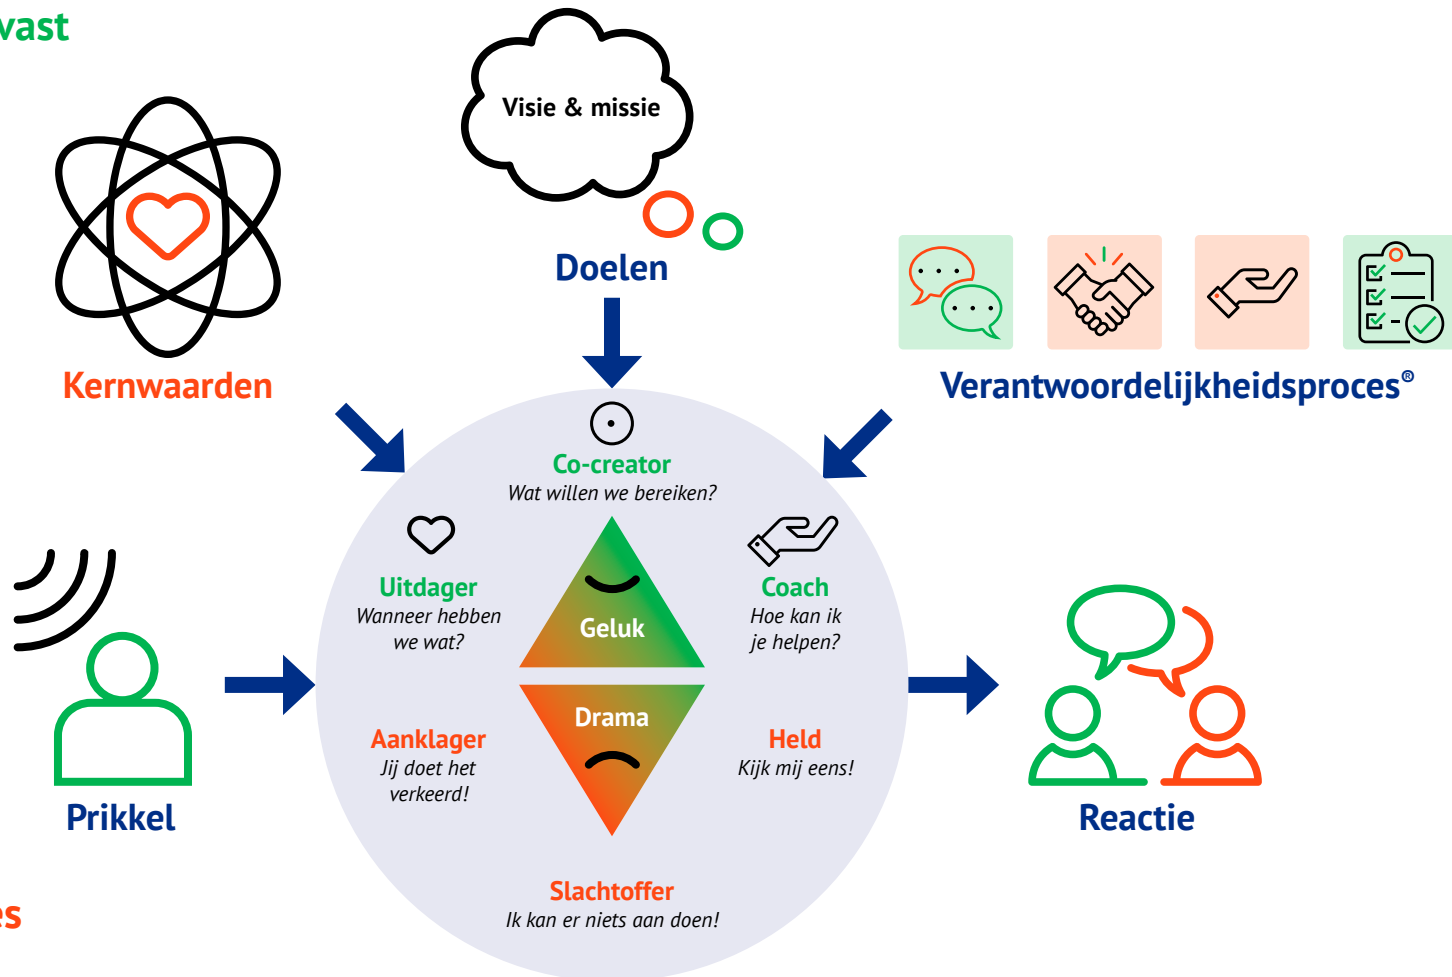 vast
Visie & missie
Doelen
Kernwaarden
Verantwoordelijkheidsproces®
Co-creator
Wat willen we bereiken?
Uitdager
Wanneer hebben
we wat?
Geluk
Coach
Hoe kan ik
je helpen?
Drama
Aanklager
Jij doet het
verkeerd!
Held
Kijk mij eens!
Prikkel
Reactie
Slachtoffer
Ik kan er niets aan doen!
es